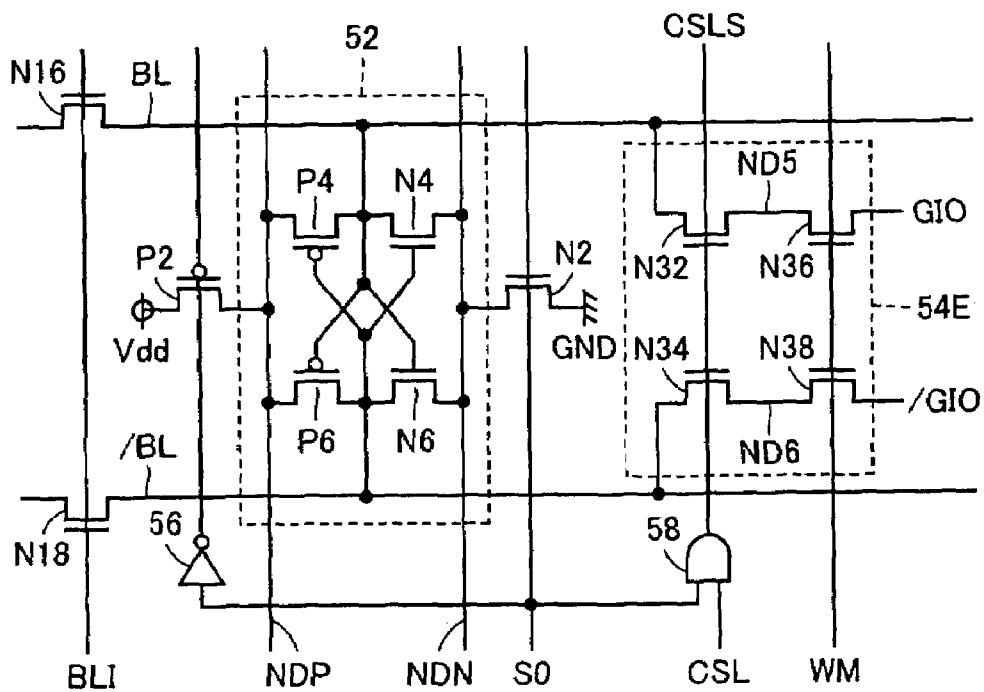 CSLS
52
N16
BL
P4
N4
ND5
GIO
P2
N2
N32
N36
54E
Vdd
GND
N34
N38
/GIO
/BL
P6
N6
ND6
56
58
N18
BLI
NDP
NDN
S0
CSL
WM